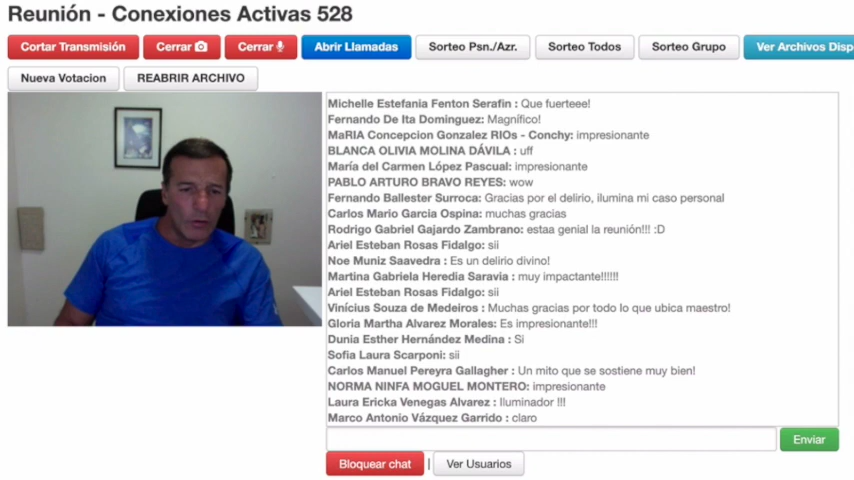 Reunión - Conexiones Activas 528
Cortar Transmisión Cerrar Cerrar Abrir Llamadas Sorteo Psn./Azr. Sorteo Todos Sorteo Grupo Ver Archivos Disp
Nueva Votacion REABRIR ARCHIVO
Michelle Estefania Fenton Serafin : Que fuerteee!
Fernando De Ita Dominguez: Magnífico!
MaRIA Concepcion Gonzalez RIOs - Conchy: impresionante
BLANCA OLIVIA MOLINA DÁVILA : uff
María del Carmen López Pascual: impresionante
PABLO ARTURO BRAVO REYES: wow
Fernando Ballester Surroca: Gracias por el delirio, ilumina mi caso personal
Carlos Mario Garcia Ospina: muchas gracias
Rodrigo Gabriel Gajardo Zambrano: estaa genial la reunión!!! :D
Ariel Esteban Rosas Fidalgo: sii
Noe Muniz Saavedra : Es un delirio divino!
Martina Gabriela Heredia Saravia : muy impactante!!!!!!
Ariel Esteban Rosas Fidalgo: sii
Vinícius Souza de Medeiros : Muchas gracias por todo lo que ubica maestro!
Gloria Martha Alvarez Morales: Es impresionante!!!
Dunia Esther Hernández Medina : Si
Sofia Laura Scarponi: sii
Carlos Manuel Pereyra Gallagher : Un mito que se sostiene muy bien!
NORMA NINFA MOGUEL MONTERO: impresionante
Laura Ericka Venegas Alvarez : Iluminador !!!
Marco Antonio Vázquez Garrido : claro
Enviar
Bloquear chat | Ver Usuarios